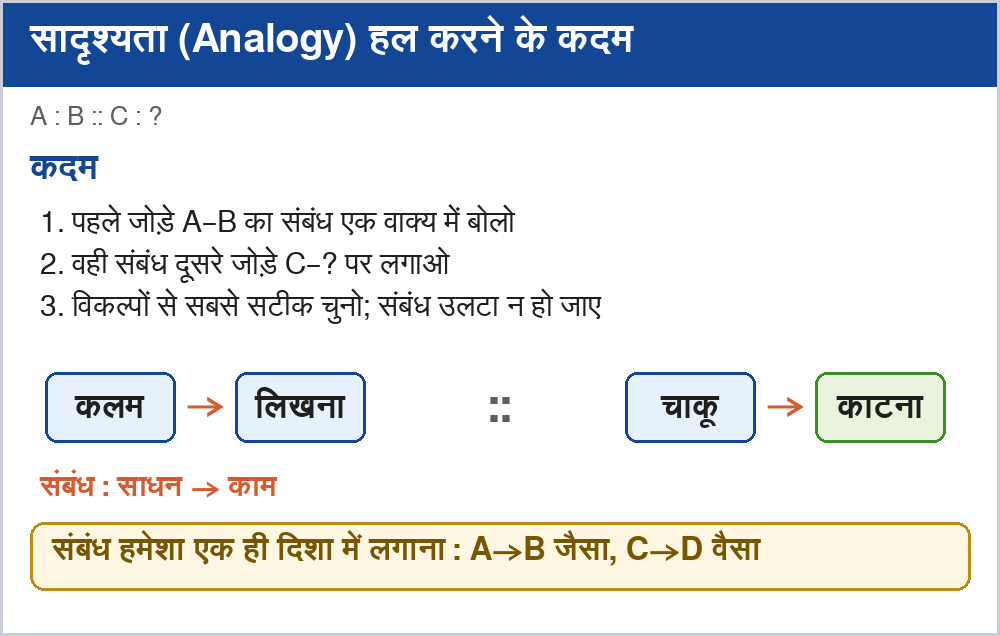 सादृश्यता (Analogy) हल करने के कदम
A : B :: C : ?
कदम
1. पहले जोड़े A–B का संबंध एक वाक्य में बोलो
2. वही संबंध दूसरे जोड़े C–? पर लगाओ
3. विकल्पों से सबसे सटीक चुनो; संबंध उलटा न हो जाए
कलम → लिखना :: चाकू → काटना
संबंध : साधन → काम
संबंध हमेशा एक ही दिशा में लगाना : A→B जैसा, C→D वैसा